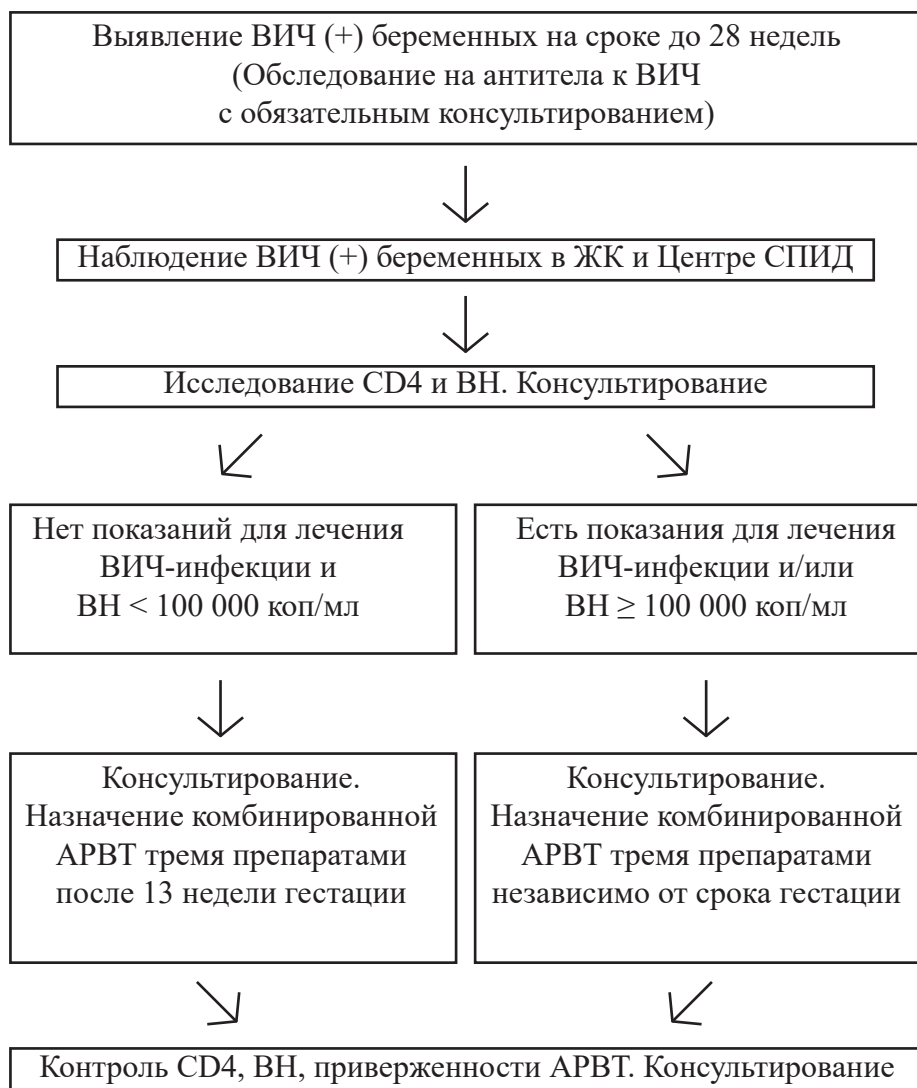 Выявление ВИЧ (+) беременных на сроке до 28 недель
(Обследование на антитела к ВИЧ
с обязательным консультированием)
Наблюдение ВИЧ (+) беременных в ЖК и Центре СПИД
Исследование CD4 и ВН. Консультирование
Нет показаний для лечения
ВИЧ-инфекции и
ВН < 100 000 коп/мл
Есть показания для лечения
ВИЧ-инфекции и/или
ВН ≥ 100 000 коп/мл
Консультирование.
Назначение комбинированной
АРВТ тремя препаратами
после 13 недели гестации
Консультирование.
Назначение комбинированной
АРВТ тремя препаратами
независимо от срока гестации
Контроль CD4, ВН, приверженности АРВТ. Консультирование